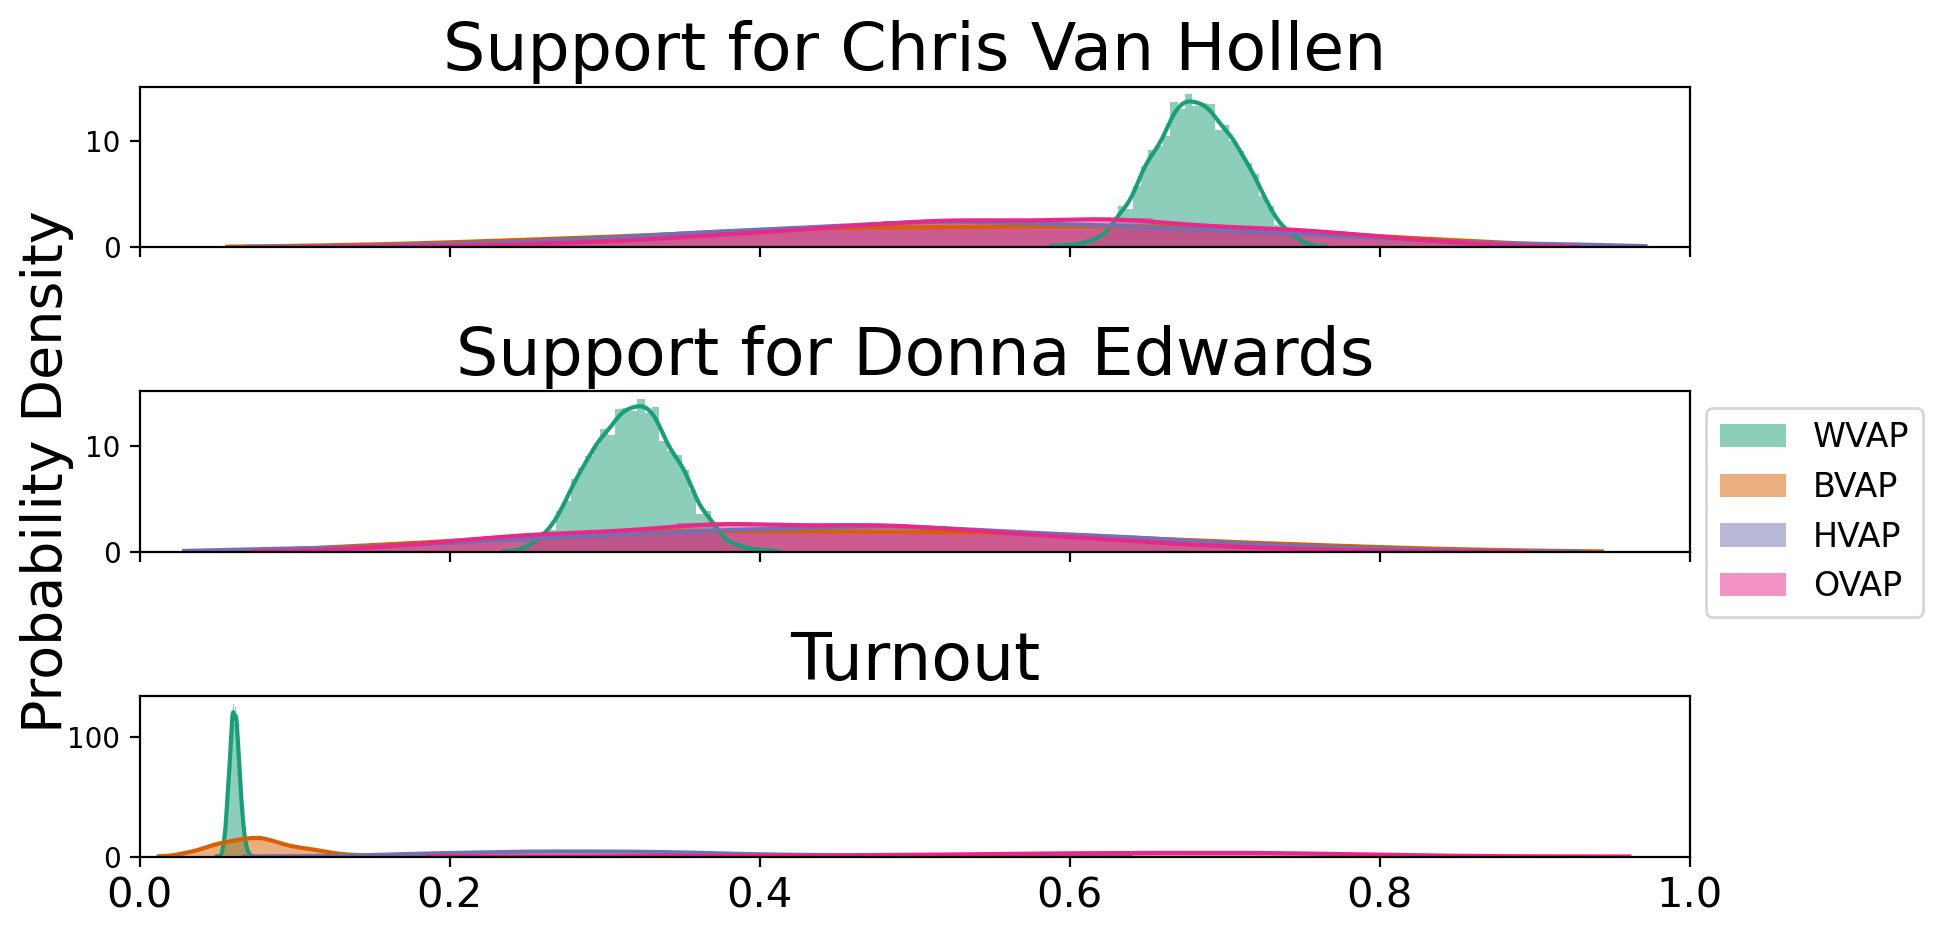 Support for Chris Van Hollen
10
0
Support for Donna Edwards
10
0
Turnout
100
0
0.0 0.2 0.4 0.6 0.8 1.0
Probability Density
WVAP
BVAP
HVAP
OVAP